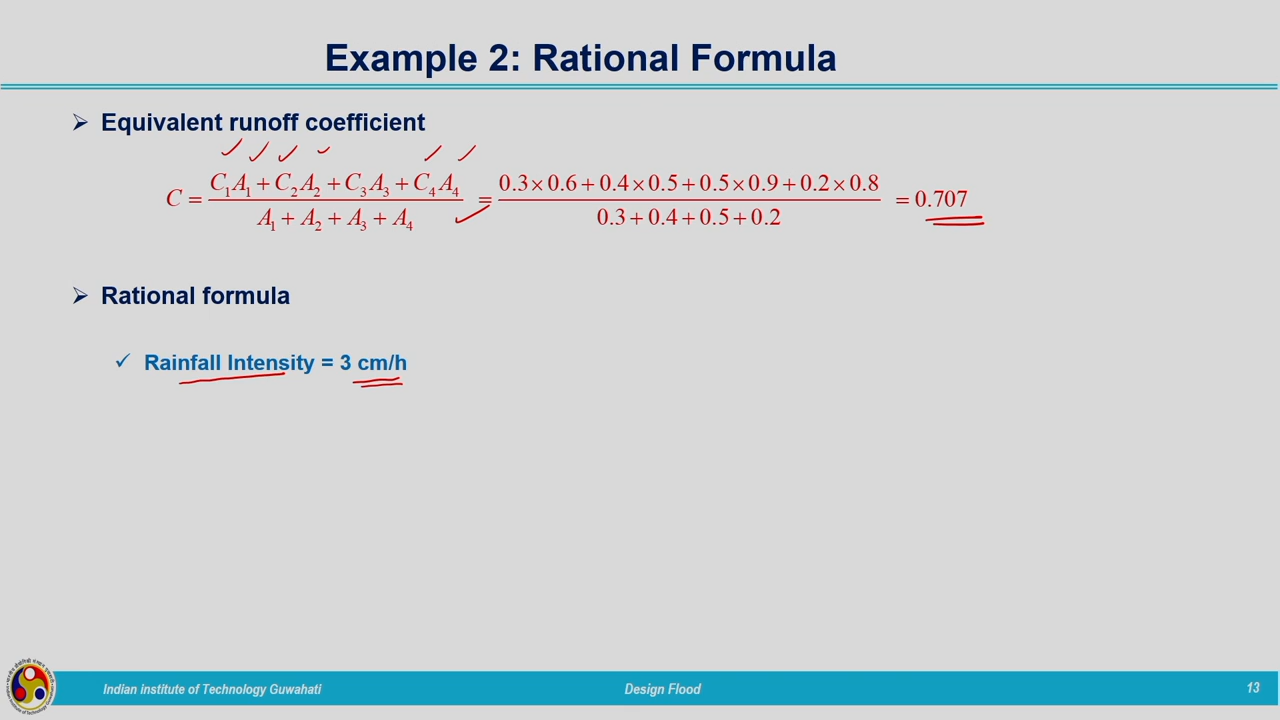 Example 2: Rational Formula
➢ Equivalent runoff coefficient
C = (C₁A₁ + C₂A₂ + C₃A₃ + C₄A₄) / (A₁ + A₂ + A₃ + A₄) = (0.3×0.6 + 0.4×0.5 + 0.5×0.9 + 0.2×0.8) / (0.3 + 0.4 + 0.5 + 0.2) = 0.707
➢ Rational formula
✓ Rainfall Intensity = 3 cm/h
Indian institute of Technology Guwahati Design Flood 13